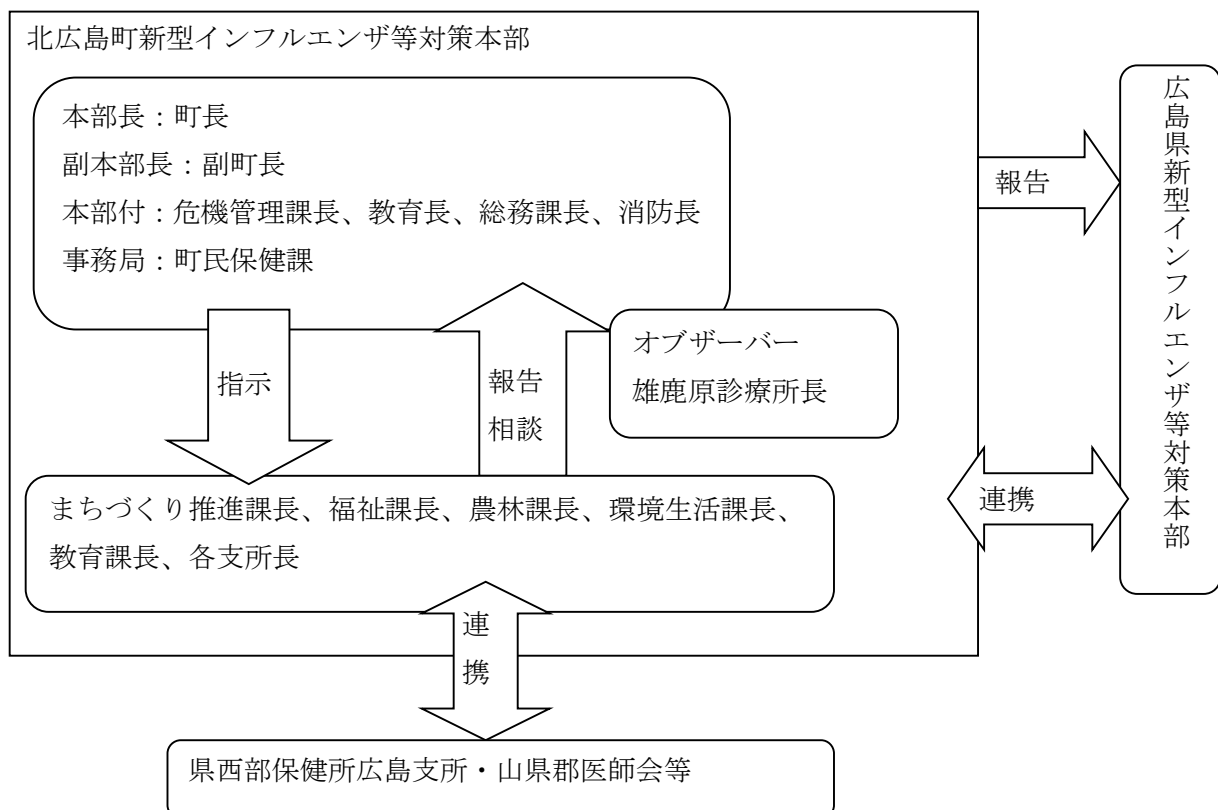 北広島町新型インフルエンザ等対策本部
本部長：町長
副本部長：副町長
本部付：危機管理課長、教育長、総務課長、消防長
事務局：町民保健課
オブザーバー
雄鹿原診療所長
指示
報告
相談
まちづくり推進課長、福祉課長、農林課長、環境生活課長、
教育課長、各支所長
連
携
県西部保健所広島支所・山県郡医師会等
報告
連携
広島県新型インフルエンザ等対策本部